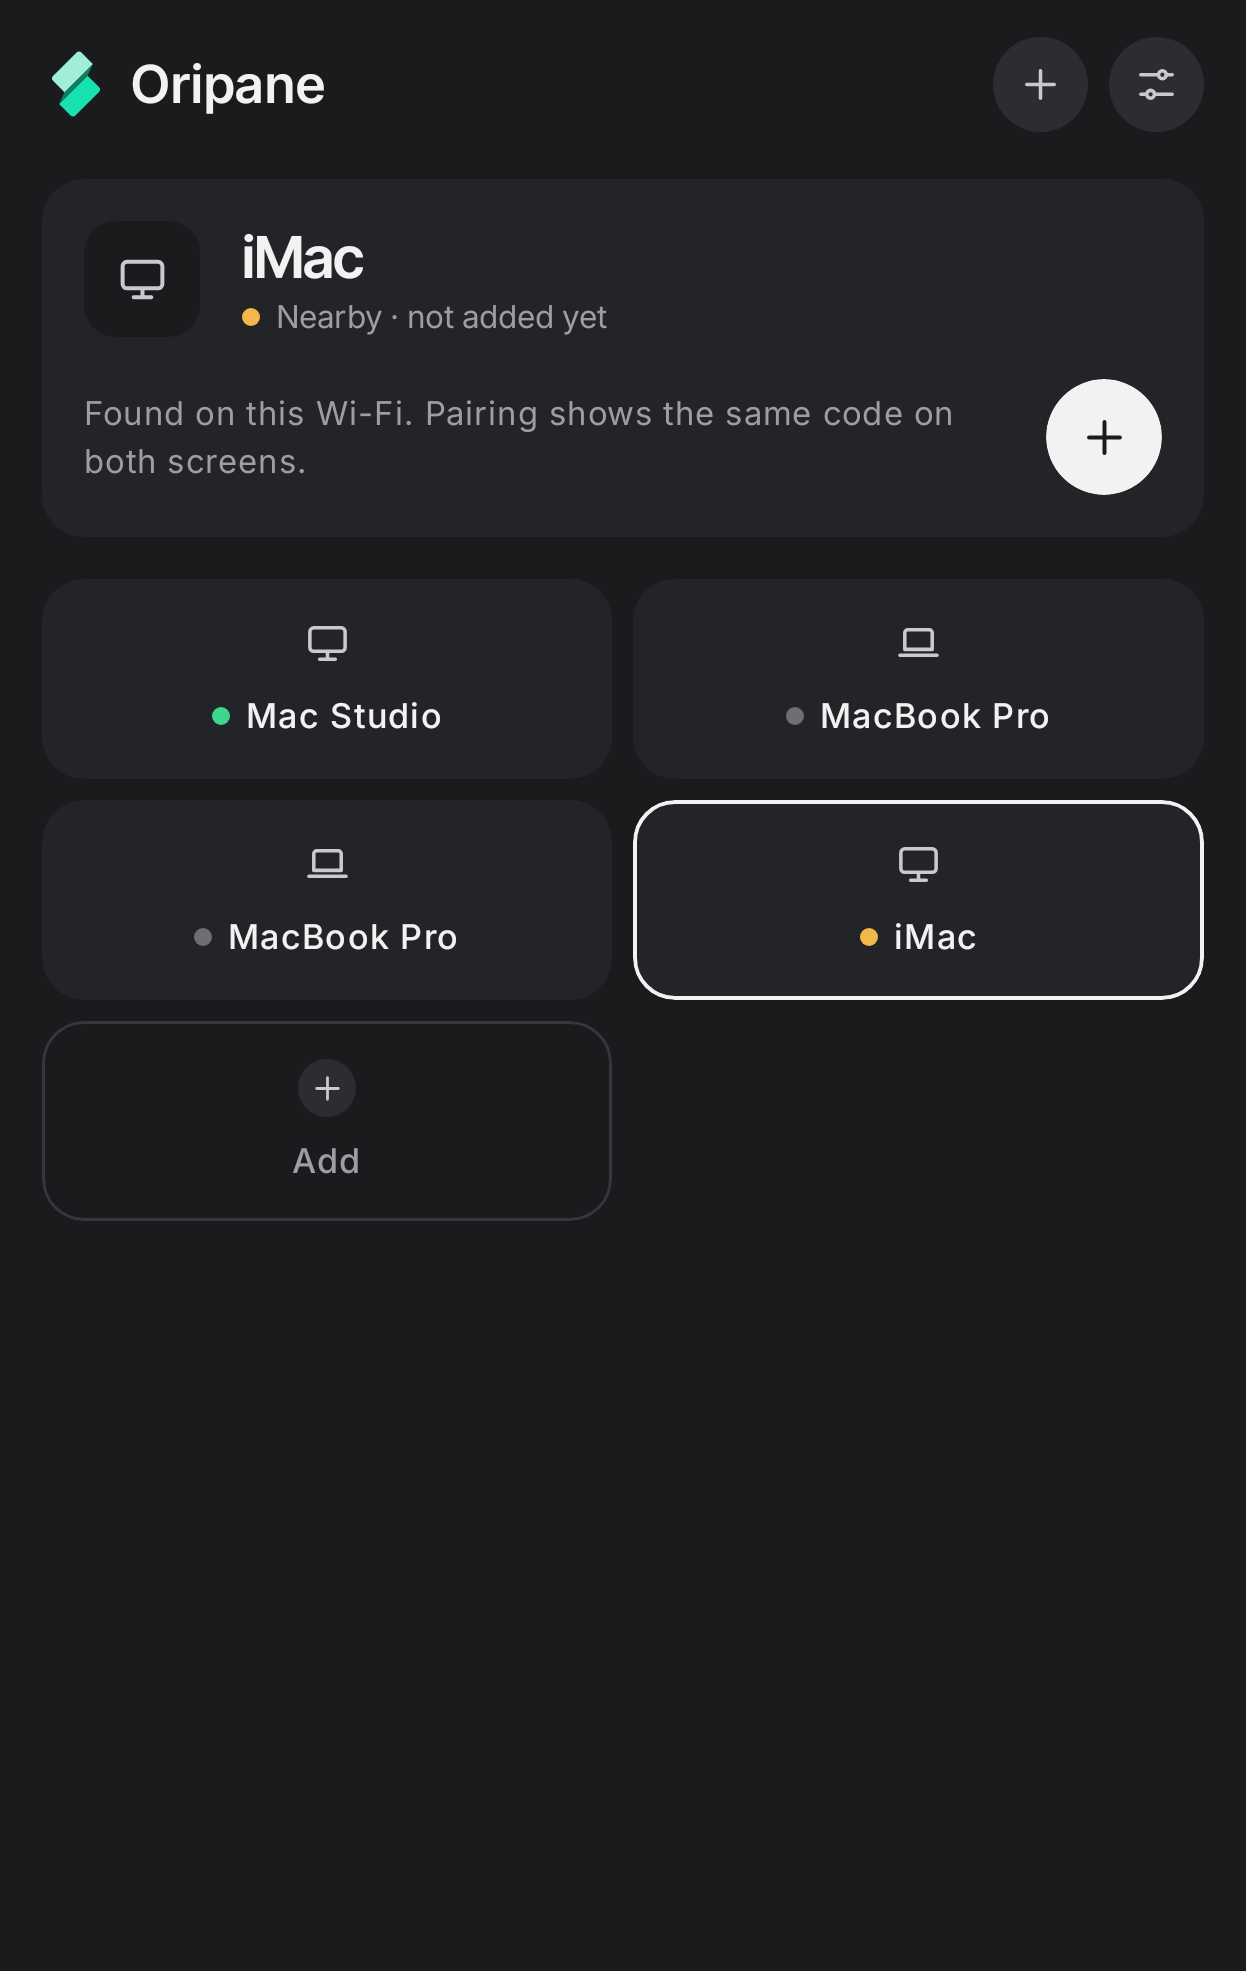 Oripane
iMac
Nearby · not added yet
Found on this Wi-Fi. Pairing shows the same code on
both screens.
Mac Studio
MacBook Pro
MacBook Pro
iMac
Add